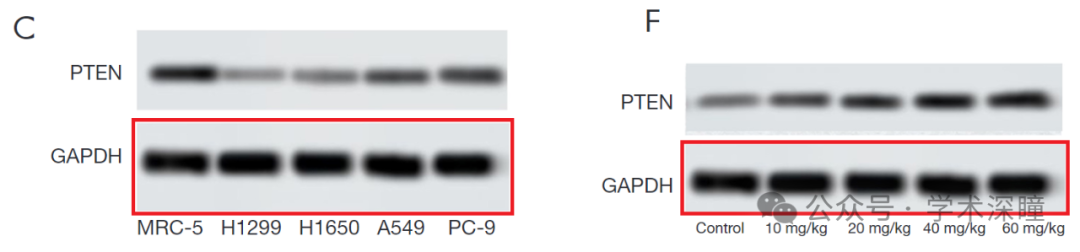 C
PTEN
GAPDH
MRC-5 H1299 H1650 A549 PC-9
F
PTEN
GAPDH
公众号 · 学术深瞳
Control 10 mg/kg 20 mg/kg 40 mg/kg 60 mg/kg